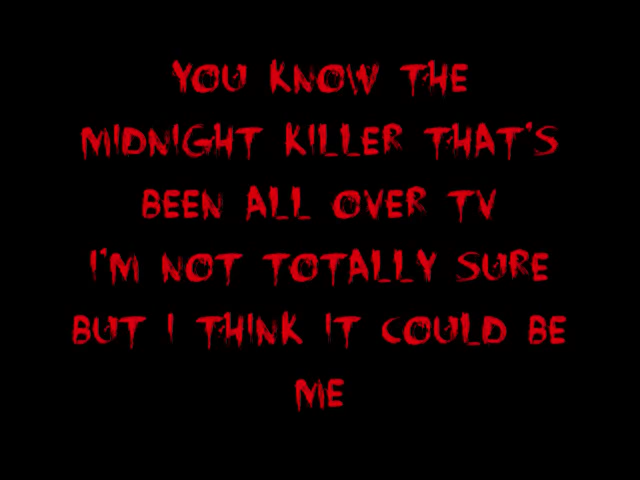 YOU KNOW THE
MIDNIGHT KILLER THAT'S
BEEN ALL OVER TV
I'M NOT TOTALLY SURE
BUT I THINK IT COULD BE
ME